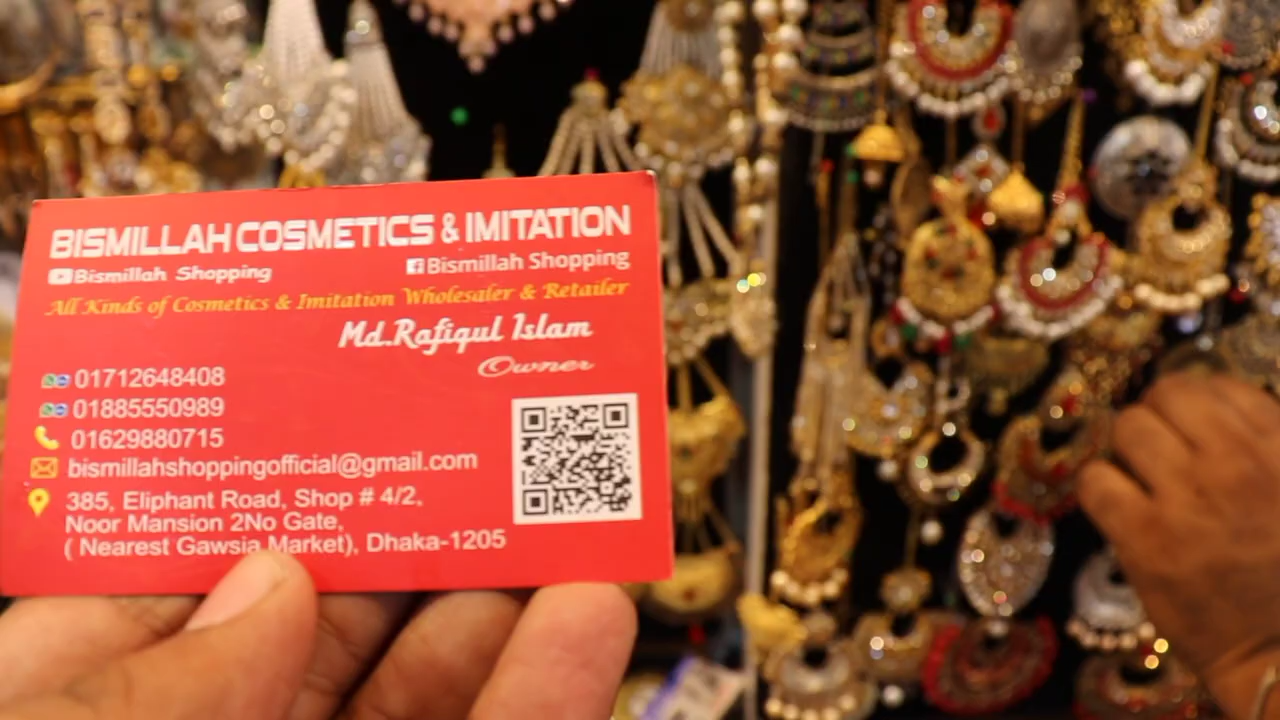 BISMILLAH COSMETICS & IMITATION
Bismillah Shopping Bismillah Shopping
All Kinds of Cosmetics & Imitation Wholesaler & Retailer
Md.Rafiqul Islam
Owner
01712648408
01885550989
01629880715
bismillahshoppingofficial@gmail.com
385, Eliphant Road, Shop # 4/2,
Noor Mansion 2No Gate,
( Nearest Gawsia Market), Dhaka-1205